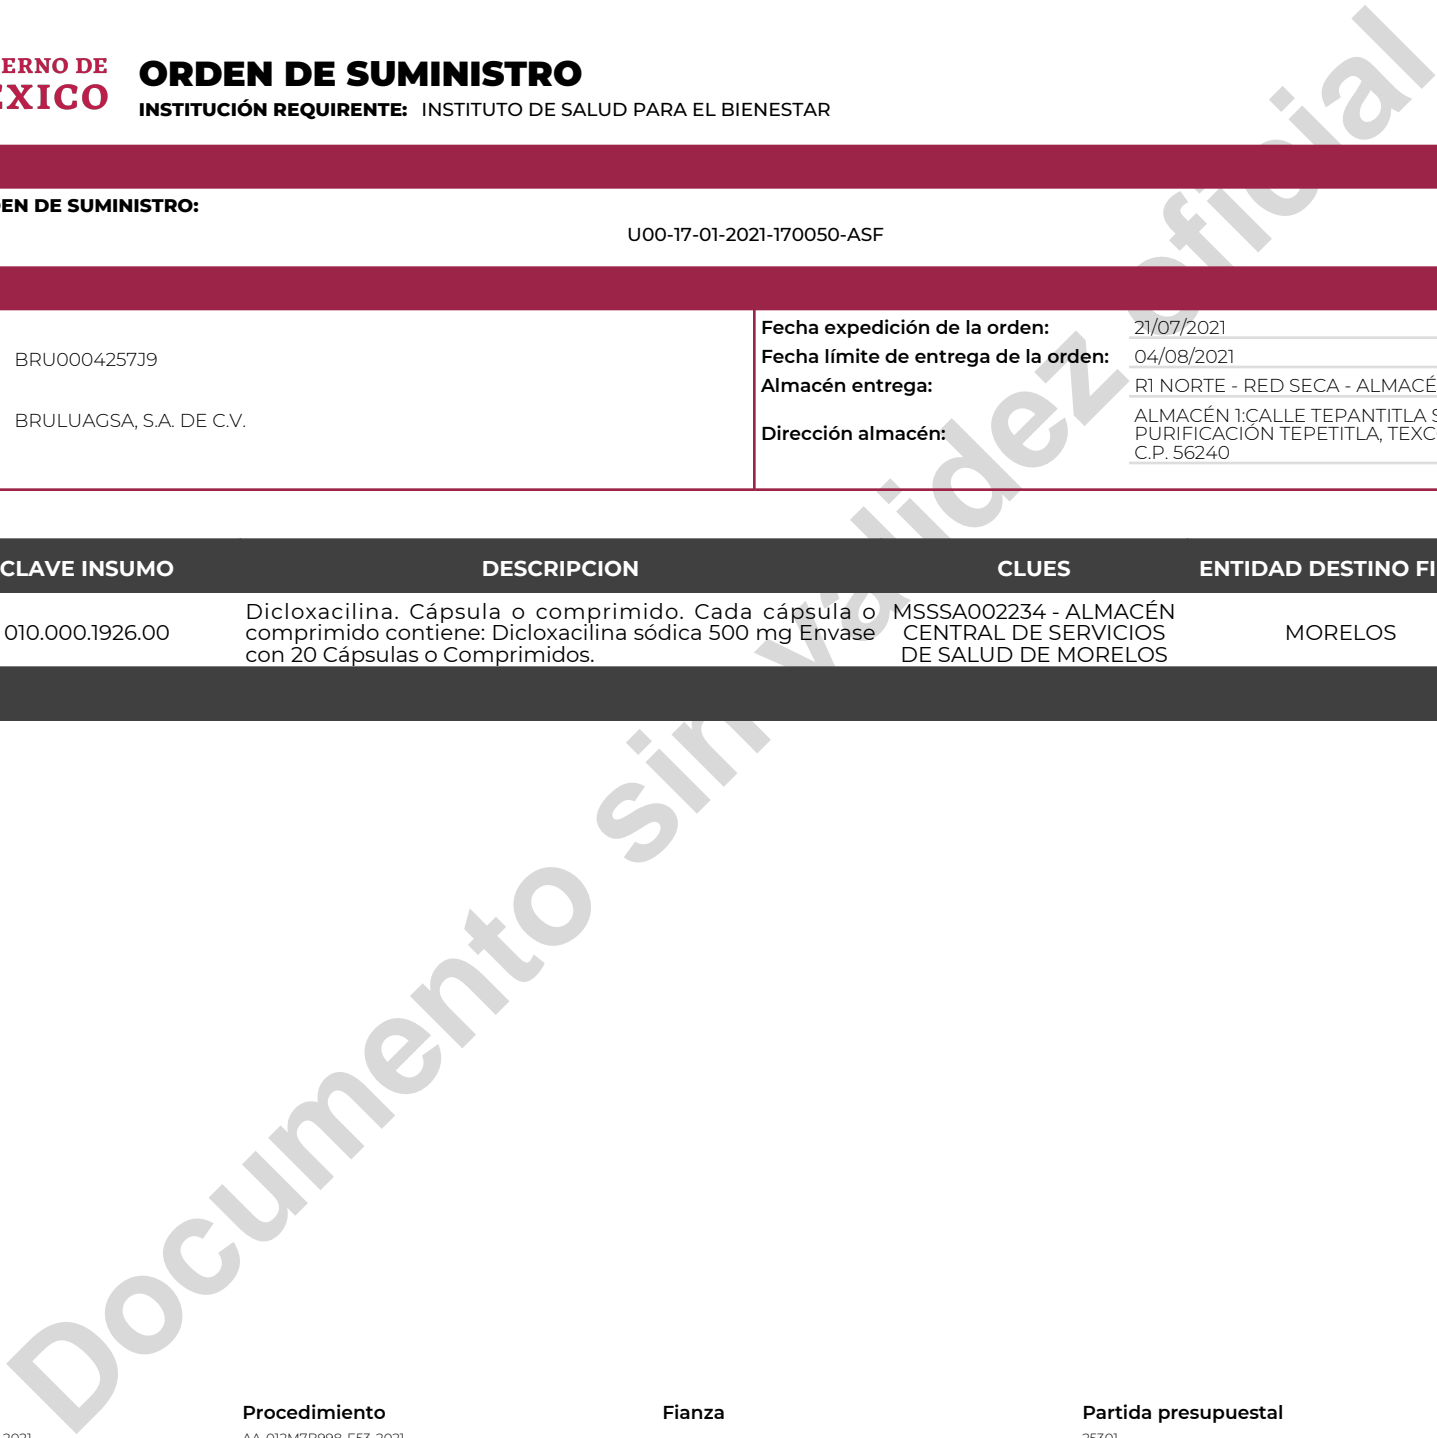 ERNO DE
ORDEN DE SUMINISTRO
INSTITUCIÓN REQUIRENTE: INSTITUTO DE SALUD PARA EL BIENESTAR
DE SUMINISTRO:
U00-17-01-2021-170050-ASF
BRU0004257J9
BRULUAGSA, S.A. DE C.V.
Fecha expedición de la orden: 21/07/2021
Fecha límite de entrega de la orden: 04/08/2021
Almacén entrega: R1 NORTE - RED SECA - ALMACÉ
Dirección almacén:
ALMACÉN 1:CALLE TEPANTITLA S
PURIFICACIÓN TEPETITLA, TEXC
C.P. 56240
CLAVE INSUMO DESCRIPCION CLUES ENTIDAD DESTINO FI
010.000.1926.00
Dicloxacilina. Cápsula o comprimido. Cada cápsula o
comprimido contiene: Dicloxacilina sódica 500 mg Envase
con 20 Cápsulas o Comprimidos.
MSSSA002234 - ALMACÉN
CENTRAL DE SERVICIOS
DE SALUD DE MORELOS
MORELOS
Documento sin validez oficial
Procedimiento Fianza Partida presupuestal